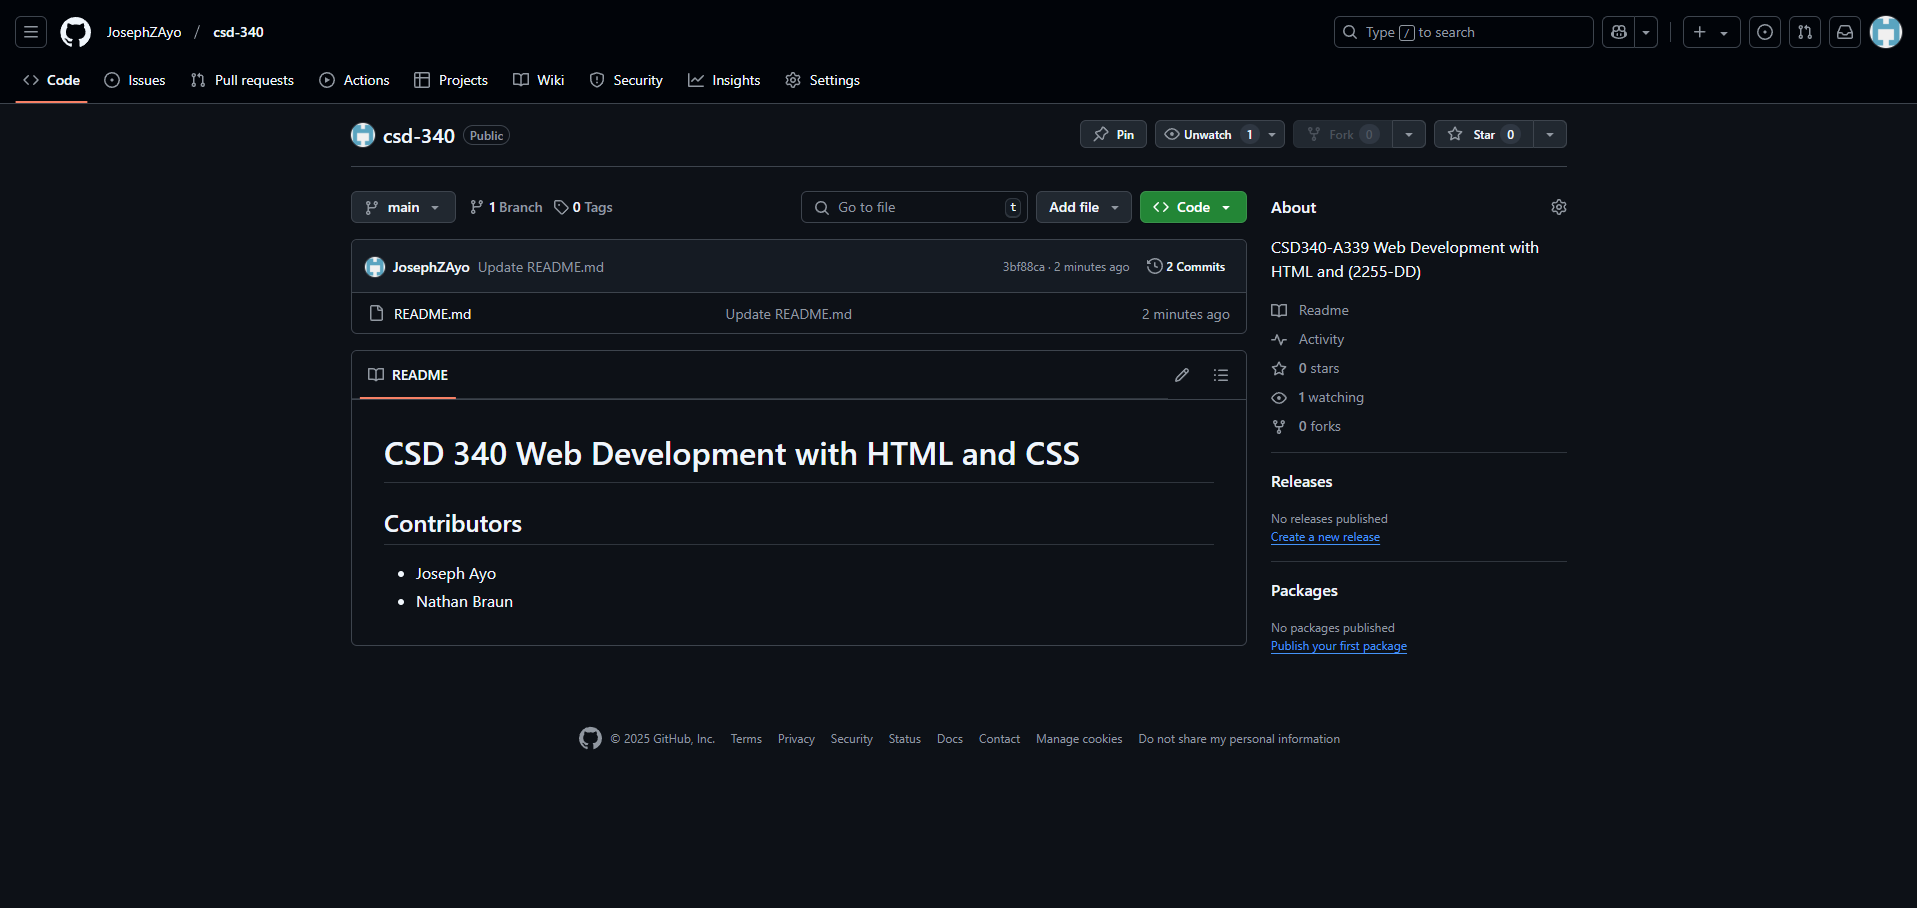 JosephZAyo / csd-340
Type / to search
Code Issues Pull requests Actions Projects Wiki Security Insights Settings
csd-340 Public
Pin Unwatch 1 Fork 0 Star 0
main 1 Branch 0 Tags Go to file t Add file Code
JosephZAyo Update README.md 3bf88ca · 2 minutes ago 2 Commits
README.md Update README.md 2 minutes ago
README
CSD 340 Web Development with HTML and CSS
Contributors
• Joseph Ayo
• Nathan Braun
About
CSD340-A339 Web Development with
HTML and (2255-DD)
Readme
Activity
0 stars
1 watching
0 forks
Releases
No releases published
Create a new release
Packages
No packages published
Publish your first package
© 2025 GitHub, Inc. Terms Privacy Security Status Docs Contact Manage cookies Do not share my personal information